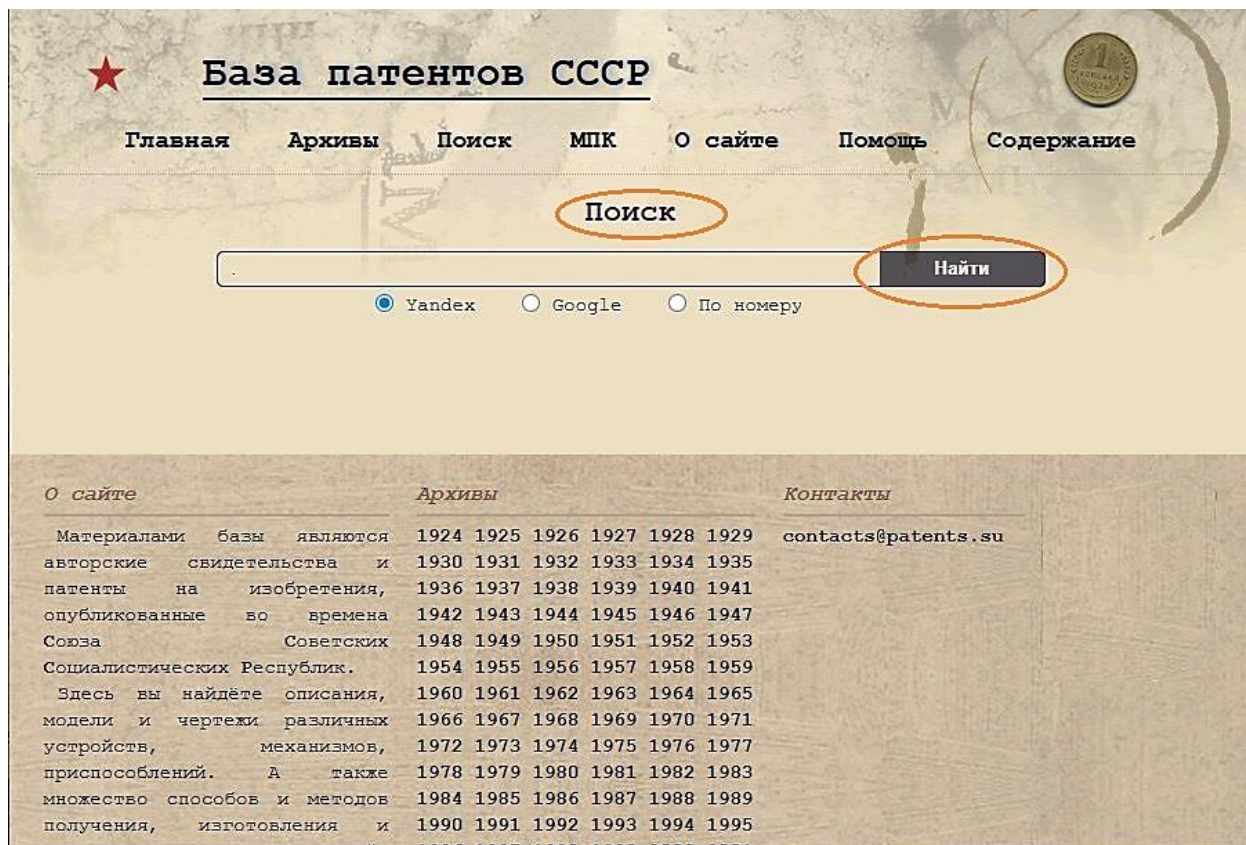 База патентов СССР
Главная Архивы Поиск МПК О сайте Помощь Содержание
Поиск
Найти
Yandex Google По номеру
О сайте
Материалами базы являются
авторские свидетельства и
патенты на изобретения,
опубликованные во времена
Союза Советских
Социалистических Республик.
Здесь вы найдёте описания,
модели и чертежи различных
устройств, механизмов,
приспособлений. А также
множество способов и методов
получения, изготовления и
Архивы
1924 1925 1926 1927 1928 1929
1930 1931 1932 1933 1934 1935
1936 1937 1938 1939 1940 1941
1942 1943 1944 1945 1946 1947
1948 1949 1950 1951 1952 1953
1954 1955 1956 1957 1958 1959
1960 1961 1962 1963 1964 1965
1966 1967 1968 1969 1970 1971
1972 1973 1974 1975 1976 1977
1978 1979 1980 1981 1982 1983
1984 1985 1986 1987 1988 1989
1990 1991 1992 1993 1994 1995
Контакты
contacts@patents.su